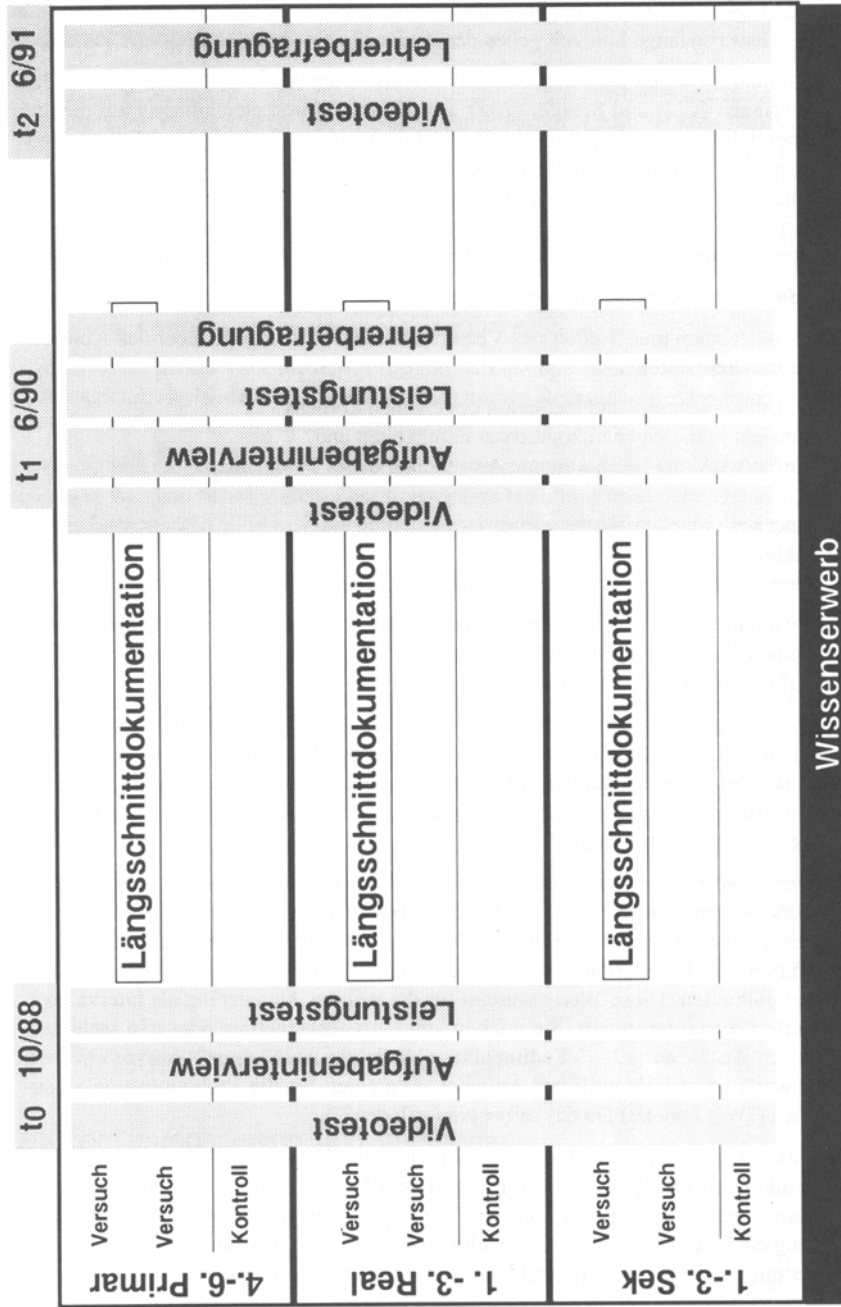 t0 10/88
t1 6/90
t2 6/91
Videotest
Aufgabeninterview
Leistungstest
Videotest
Aufgabeninterview
Leistungstest
Lehrerbefragung
Videotest
Lehrerbefragung
4.-6. Primar
Versuch
Versuch
Kontroll
Längsschnittdokumentation
1. -3. Real
Versuch
Versuch
Kontroll
Längsschnittdokumentation
1.-3. Sek
Versuch
Versuch
Kontroll
Längsschnittdokumentation
Wissenserwerb